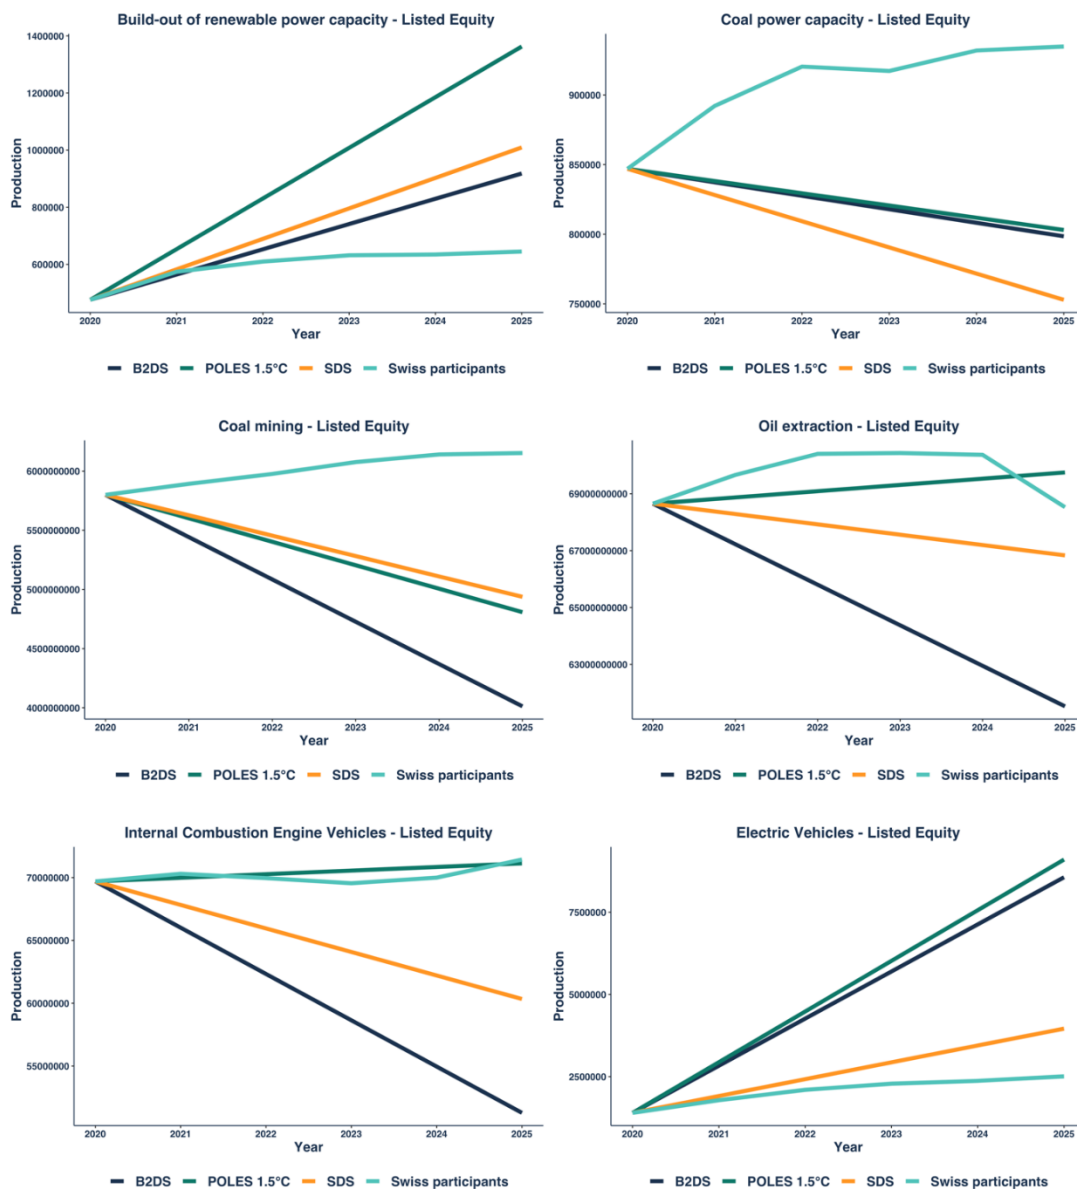 Build-out of renewable power capacity - Listed Equity
1400000
1200000
1000000
800000
600000
Production
2020 2021 2022 2023 2024 2025
Year
B2DS POLES 1.5°C SDS Swiss participants
Coal power capacity - Listed Equity
900000
850000
800000
750000
Production
2020 2021 2022 2023 2024 2025
Year
B2DS POLES 1.5°C SDS Swiss participants
Coal mining - Listed Equity
6000000000
5500000000
5000000000
4500000000
4000000000
Production
2020 2021 2022 2023 2024 2025
Year
B2DS POLES 1.5°C SDS Swiss participants
Oil extraction - Listed Equity
69000000000
67000000000
65000000000
63000000000
Production
2020 2021 2022 2023 2024 2025
Year
B2DS POLES 1.5°C SDS Swiss participants
Internal Combustion Engine Vehicles - Listed Equity
70000000
65000000
60000000
55000000
Production
2020 2021 2022 2023 2024 2025
Year
B2DS POLES 1.5°C SDS Swiss participants
Electric Vehicles - Listed Equity
7500000
5000000
2500000
Production
2020 2021 2022 2023 2024 2025
Year
B2DS POLES 1.5°C SDS Swiss participants